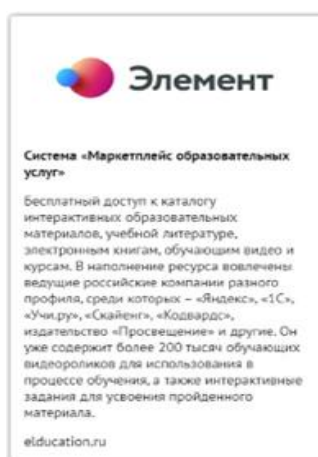 Элемент
Система «Маркетплейс образовательных
услуг»
Бесплатный доступ к каталогу
интерактивных образовательных
материалов, учебной литературе,
электронным книгам, обучающим видео и
курсам. В наполнение ресурса вовлечены
ведущие российские компании разного
профиля, среди которых – «Яндекс», «1С»,
«Учи.ру», «Скайенг», «Кодвардс»,
издательство «Просвещение» и другие. Он
уже содержит более 200 тысяч обучающих
видеороликов для использования в
процессе обучения, а также интерактивные
задания для усвоения пройденного
материала.
elducation.ru